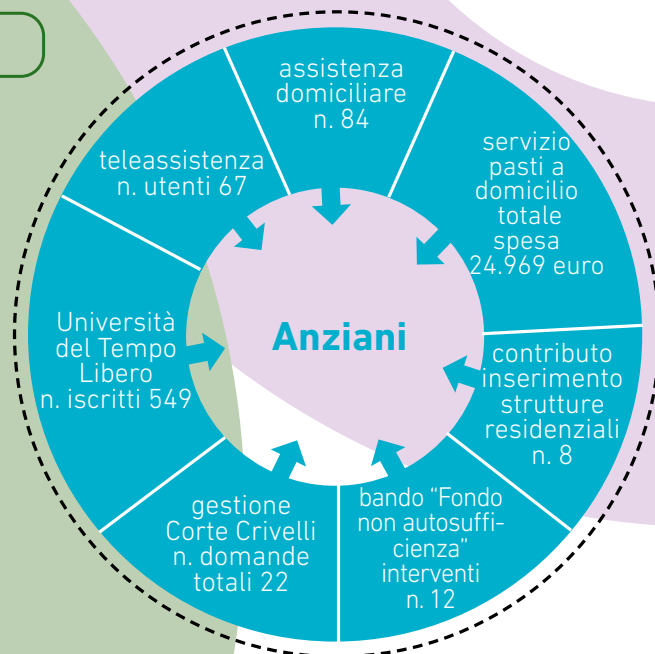 assistenza
domiciliare
n. 84
servizio
pasti a
domicilio
totale
spesa
24.969 euro
contributo
inserimento
strutture
residenziali
n. 8
bando “Fondo
non autosuffi-
cienza”
interventi
n. 12
gestione
Corte Crivelli
n. domande
totali 22
Università
del Tempo
Libero
n. iscritti 549
teleassistenza
n. utenti 67
Anziani